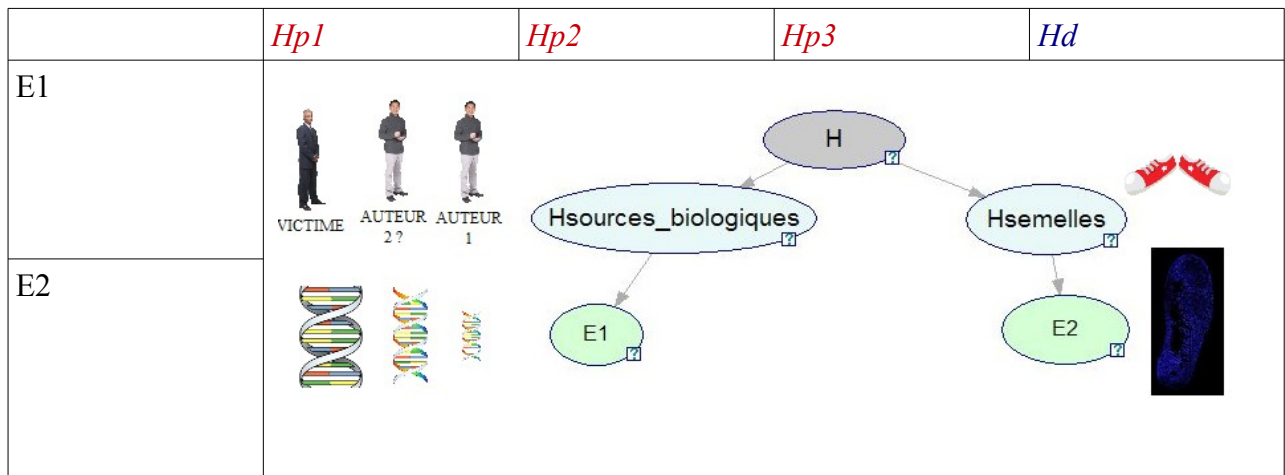 Hp1 Hp2 Hp3 Hd
E1
H
?
VICTIME
AUTEUR
2 ?
AUTEUR
1
Hsources_biologiques
?
Hsemelles
?
E2
E1
?
E2
?